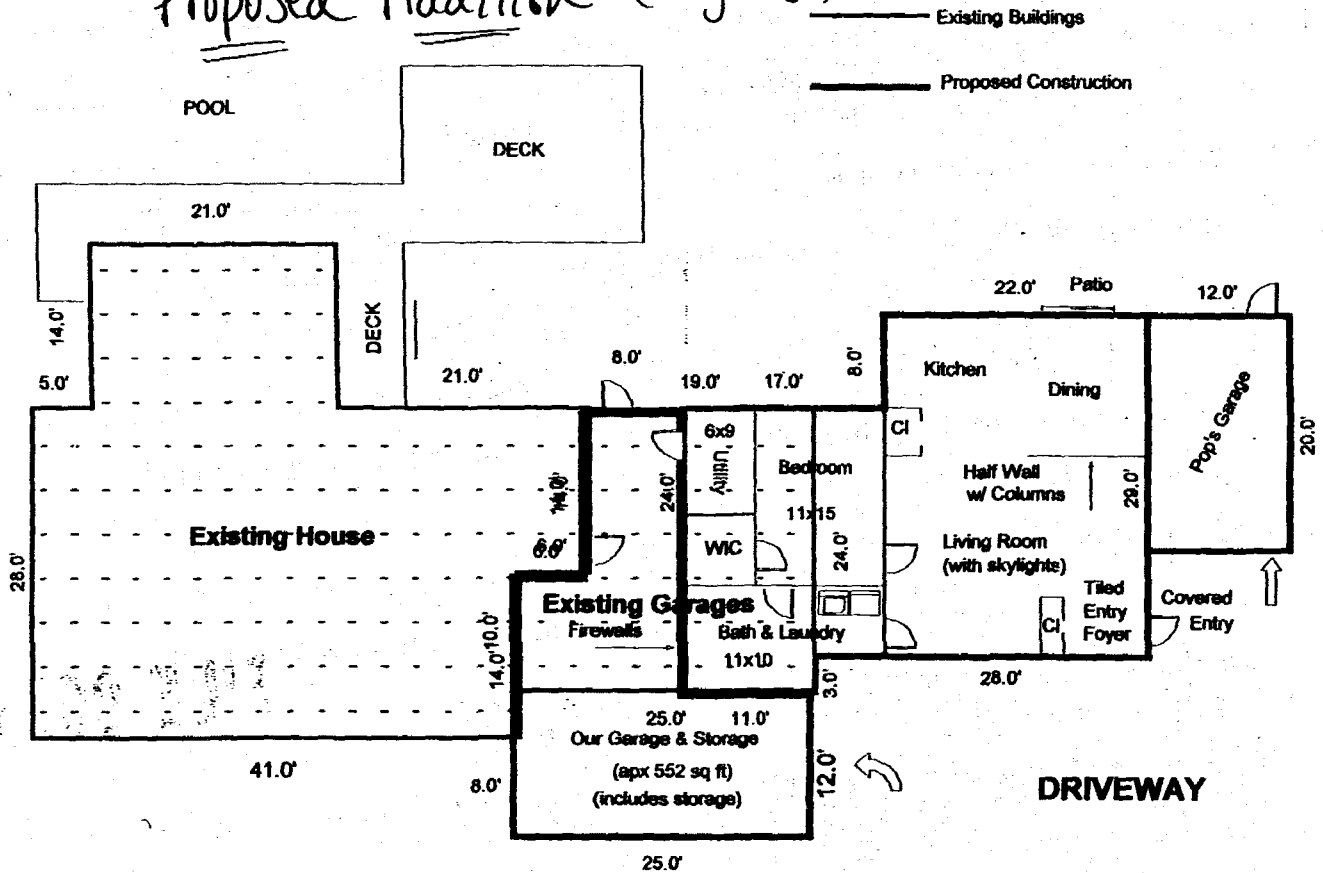 Proposed Addition
Existing Buildings
Proposed Construction
POOL
DECK
21.0'
14.0'
DECK
5.0'
21.0'
8.0'
19.0'
17.0'
8.0'
22.0'
Patio
12.0'
Kitchen
Dining
Cl
6x9
Utility
Bedroom
11x15
24.0'
14.0'
Half Wall
w/ Columns
29.0'
Pop's Garage
20.0'
Existing House
28.0'
6.0'
WIC
24.0'
Living Room
(with skylights)
Existing Garages
Firewalls
Bath & Laundry
11x10
Cl
Tiled
Entry
Foyer
Covered
Entry
14.0'
10.0'
3.0'
28.0'
25.0'
11.0'
Our Garage & Storage
(apx 552 sq ft)
(includes storage)
12.0'
41.0'
8.0'
DRIVEWAY
25.0'